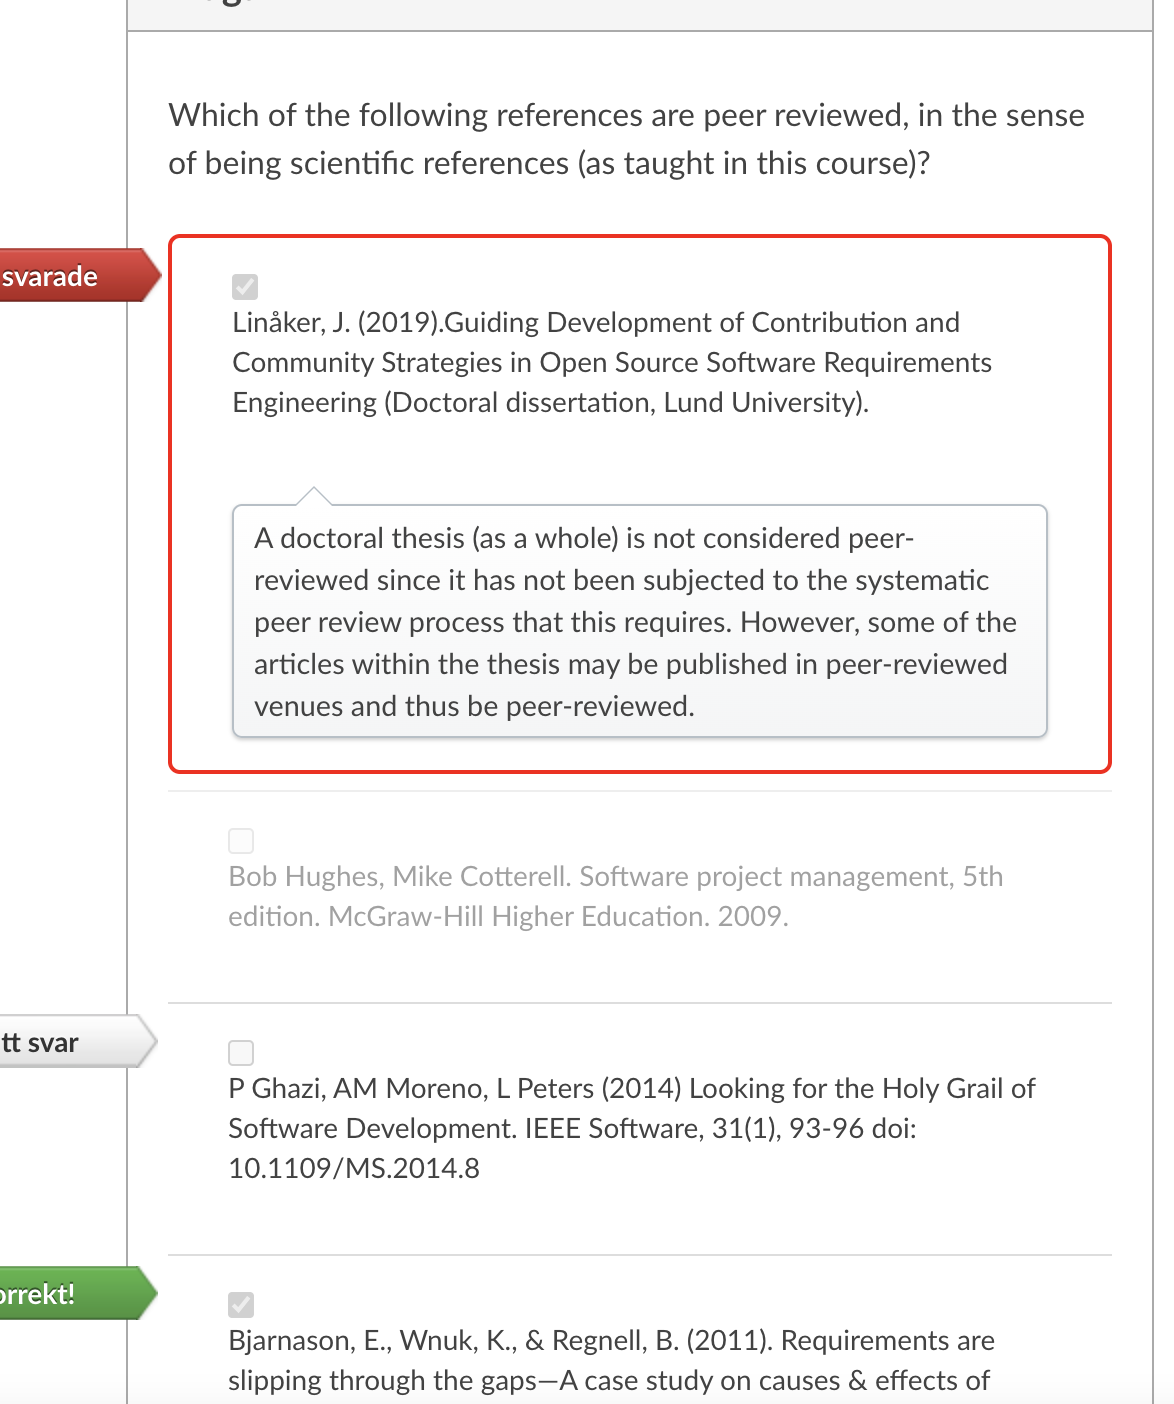 Which of the following references are peer reviewed, in the sense
of being scientific references (as taught in this course)?
svarade
Linåker, J. (2019).Guiding Development of Contribution and
Community Strategies in Open Source Software Requirements
Engineering (Doctoral dissertation, Lund University).
A doctoral thesis (as a whole) is not considered peer-
reviewed since it has not been subjected to the systematic
peer review process that this requires. However, some of the
articles within the thesis may be published in peer-reviewed
venues and thus be peer-reviewed.
Bob Hughes, Mike Cotterell. Software project management, 5th
edition. McGraw-Hill Higher Education. 2009.
tt svar
P Ghazi, AM Moreno, L Peters (2014) Looking for the Holy Grail of
Software Development. IEEE Software, 31(1), 93-96 doi:
10.1109/MS.2014.8
orrekt!
Bjarnason, E., Wnuk, K., & Regnell, B. (2011). Requirements are
slipping through the gaps—A case study on causes & effects of